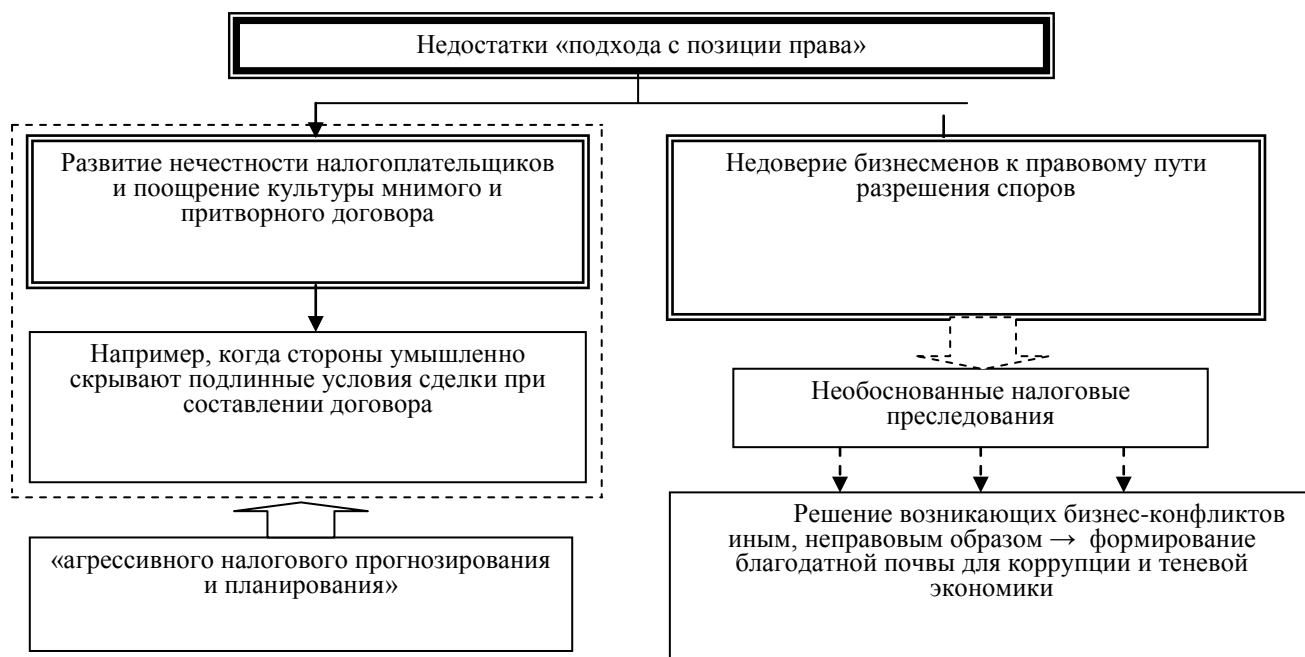 Недостатки «подхода с позиции права»
Развитие нечестности налогоплательщиков
и поощрение культуры мнимого и
притворного договора
Например, когда стороны умышленно
скрывают подлинные условия сделки при
составлении договора
«агрессивного налогового прогнозирования
и планирования»
Недоверие бизнесменов к правовому пути
разрешения споров
Необоснованные налоговые
преследования
Решение возникающих бизнес-конфликтов
иным, неправовым образом → формирование
благодатной почвы для коррупции и теневой
экономики